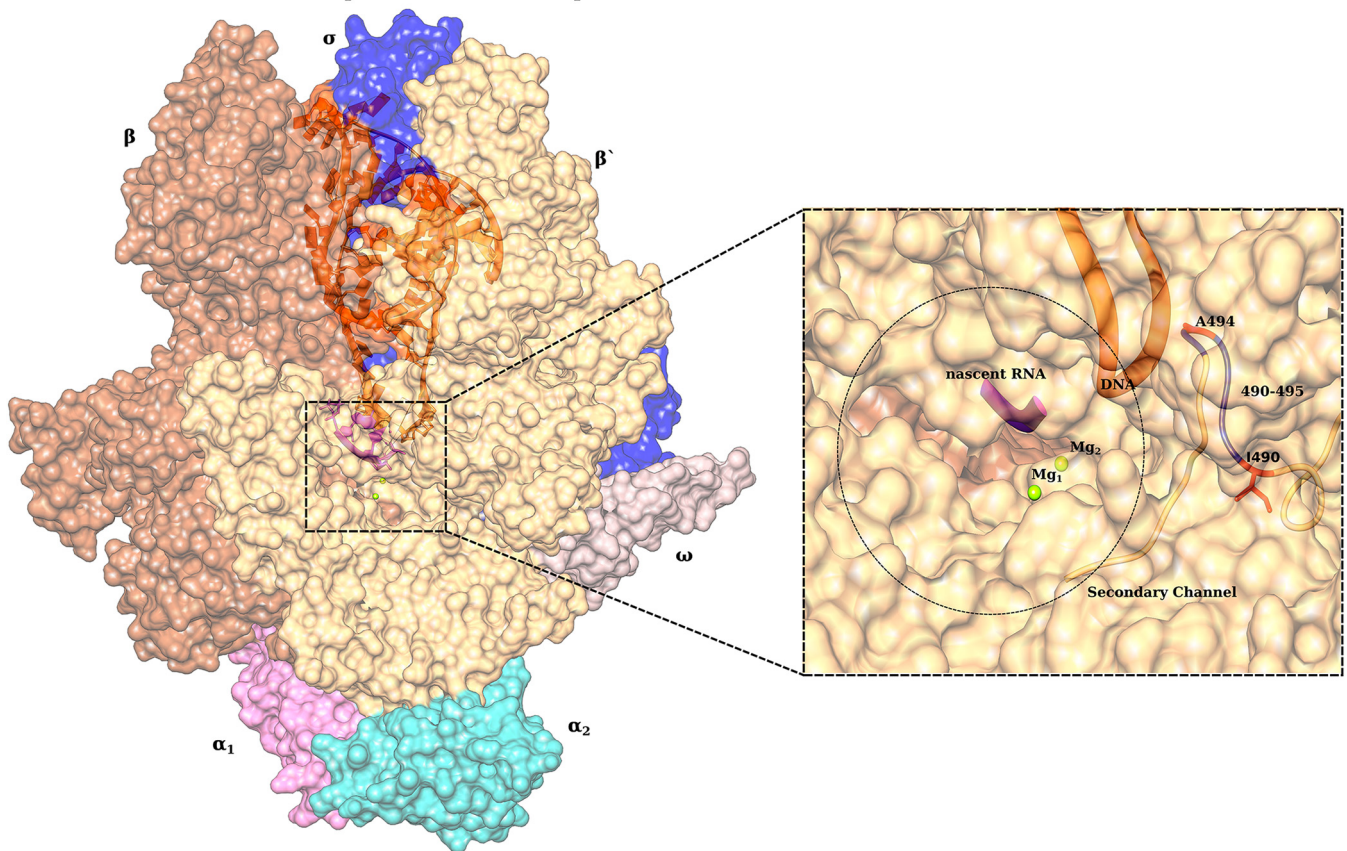 σ
β
β`
ω
α₁
α₂
A494
nascent RNA
DNA
490-495
Mg₂
I490
Mg₁
Secondary Channel